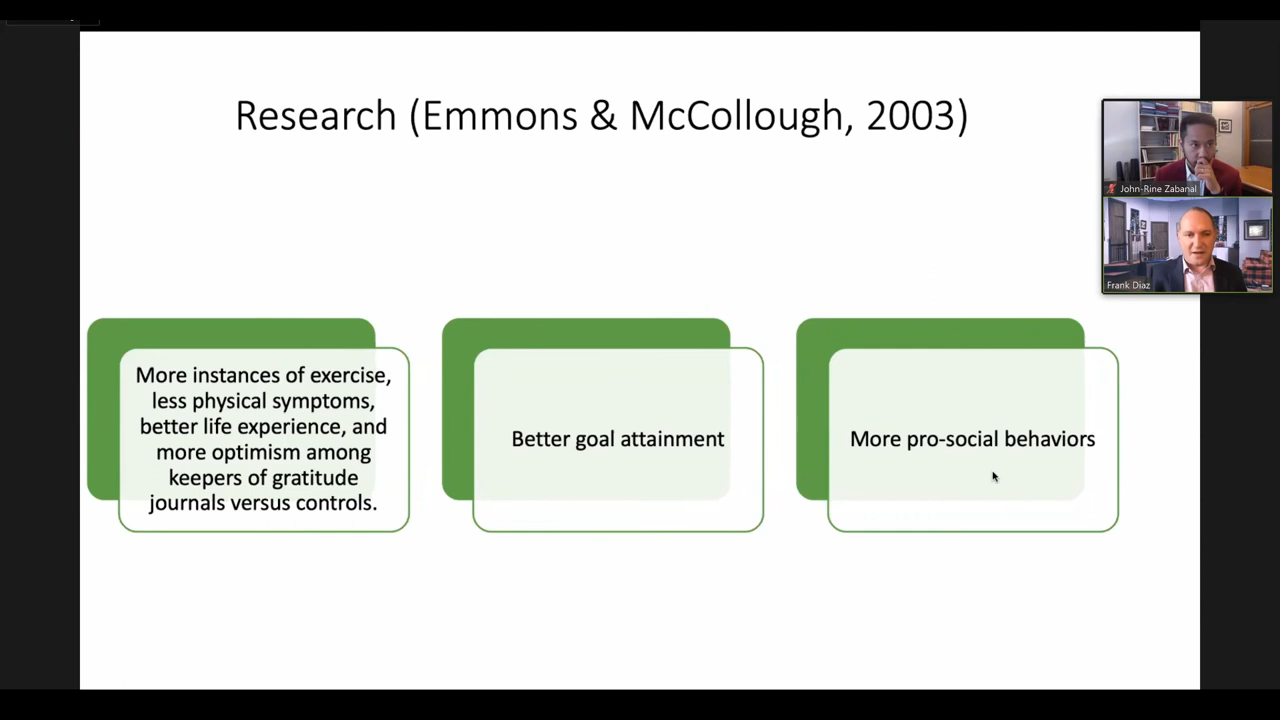 Research (Emmons & McCollough, 2003)
John-Rine Zabanal
Frank Diaz
More instances of exercise,
less physical symptoms,
better life experience, and
more optimism among
keepers of gratitude
journals versus controls.
Better goal attainment
More pro-social behaviors